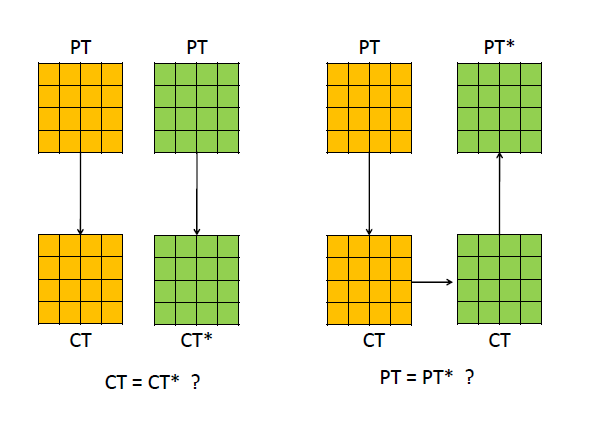 PT PT PT PT*
CT CT* CT CT
CT = CT* ? PT = PT* ?